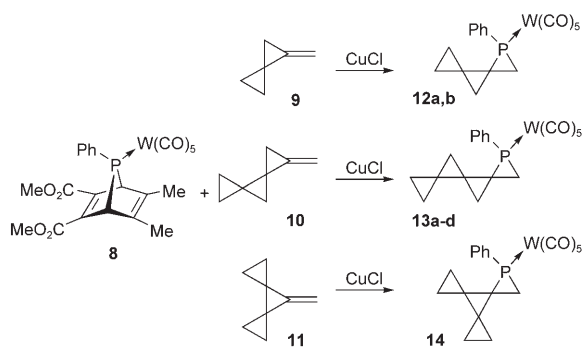 W(CO)5
Ph
P
CuCl
9
12a,b
W(CO)5
Ph
P
MeO2C
Me
MeO2C
Me
8
+
10
CuCl
W(CO)5
Ph
P
13a-d
11
CuCl
W(CO)5
Ph
P
14